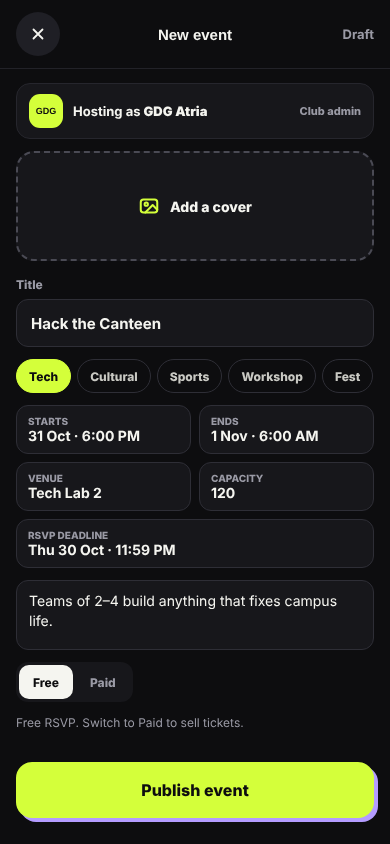 New event
Draft
GDG
Hosting as GDG Atria
Club admin
Add a cover
Title
Hack the Canteen
Tech
Cultural
Sports
Workshop
Fest
STARTS
31 Oct · 6:00 PM
ENDS
1 Nov · 6:00 AM
VENUE
Tech Lab 2
CAPACITY
120
RSVP DEADLINE
Thu 30 Oct · 11:59 PM
Teams of 2–4 build anything that fixes campus
life.
Free
Paid
Free RSVP. Switch to Paid to sell tickets.
Publish event